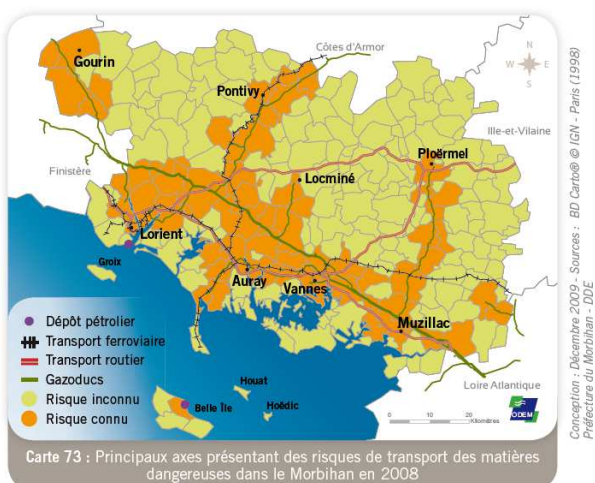 Gourin
Côtes d'Armor
N
W E
S
Pontivy
Ille-et-Vilaine
Ploërmel
Finistère
Locminé
Lorient
Groix
Auray
Vannes
Muzillac
Dépôt pétrolier
Transport ferroviaire
Transport routier
Gazoducs
Risque inconnu
Risque connu
Houat
Belle Île
Hoëdic
Loire Atlantique
0 10 20
Kilomètres
ODEM
Carte 73 : Principaux axes présentant des risques de transport des matières
dangereuses dans le Morbihan en 2008
Conception : Décembre 2009 - Sources : BD Carto® © IGN - Paris (1998)
Préfecture du Morbihan - DDE